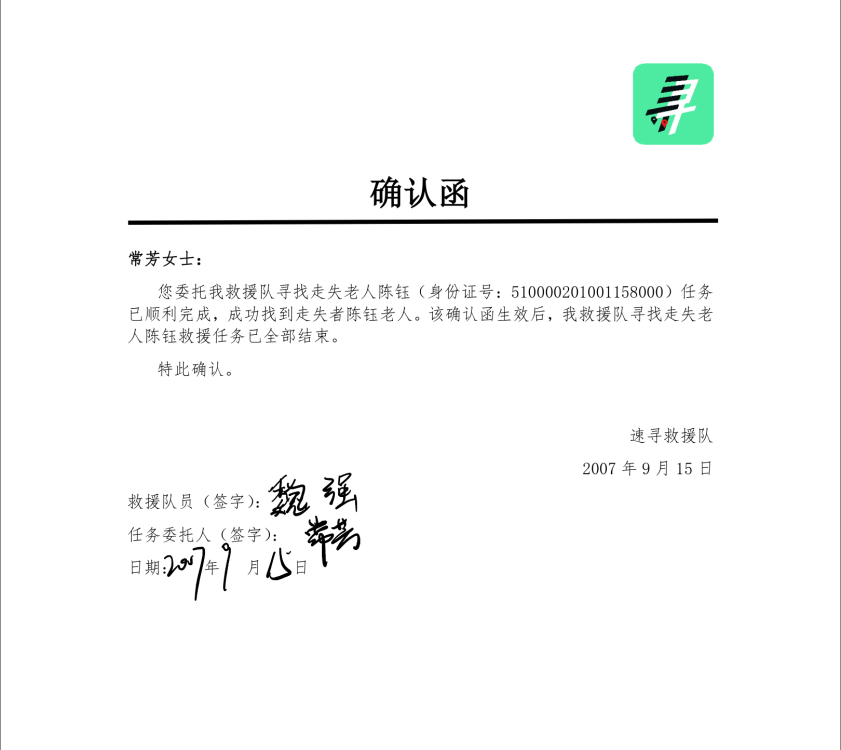 寻
确认函
常芳女士：
您委托我救援队寻找走失老人陈钰（身份证号：510000201001158000）任务
已顺利完成，成功找到走失者陈钰老人。该确认函生效后，我救援队寻找走失老
人陈钰救援任务已全部结束。
特此确认。
速寻救援队
2007 年 9 月 15 日
救援队员（签字）：魏强
任务委托人（签字）：常芳
日期：2007年9月15日